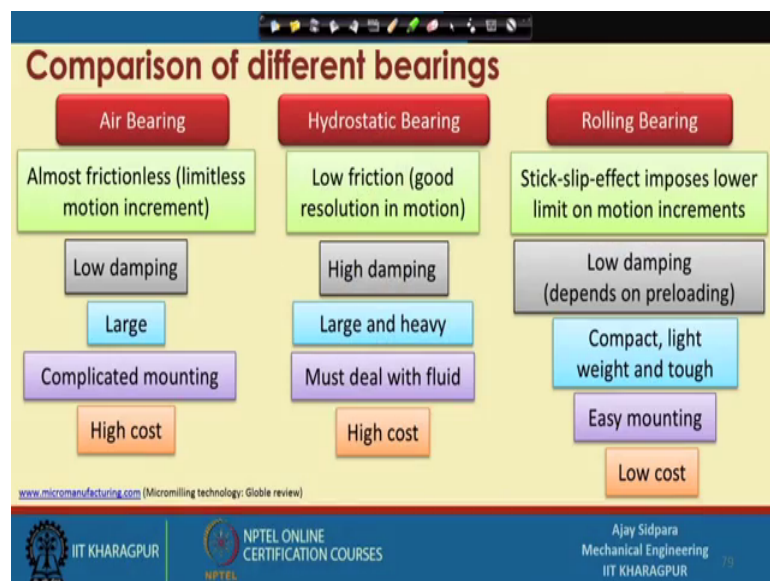 Comparison of different bearings
Air Bearing
Almost frictionless (limitless
motion increment)
Low damping
Large
Complicated mounting
High cost
Hydrostatic Bearing
Low friction (good
resolution in motion)
High damping
Large and heavy
Must deal with fluid
High cost
Rolling Bearing
Stick-slip-effect imposes lower
limit on motion increments
Low damping
(depends on preloading)
Compact, light
weight and tough
Easy mounting
Low cost
www.micromanufacturing.com (Micromilling technology: Globle review)
IIT KHARAGPUR
NPTEL
NPTEL ONLINE
CERTIFICATION COURSES
Ajay Sidpara
Mechanical Engineering
IIT KHARAGPUR
79